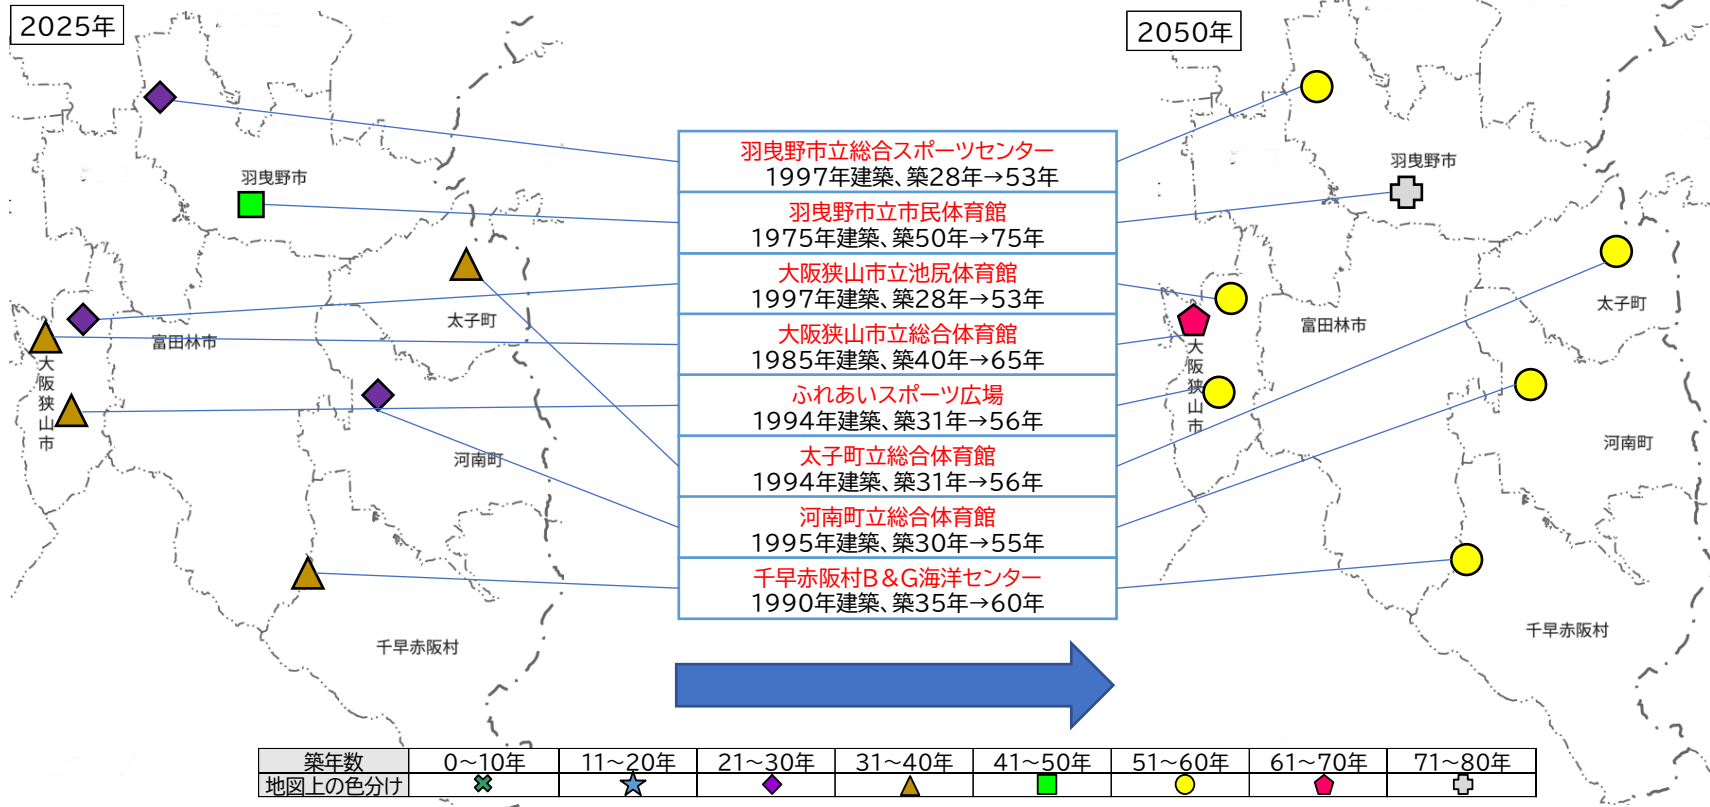 2025年
2050年
羽曳野市立総合スポーツセンター
1997年建築、築28年→53年
羽曳野市立市民体育館
1975年建築、築50年→75年
大阪狭山市立池尻体育館
1997年建築、築28年→53年
大阪狭山市立総合体育館
1985年建築、築40年→65年
ふれあいスポーツ広場
1994年建築、築31年→56年
太子町立総合体育館
1994年建築、築31年→56年
河南町立総合体育館
1995年建築、築30年→55年
千早赤阪村B&G海洋センター
1990年建築、築35年→60年
羽曳野市
太子町
富田林市
大阪狭山市
河南町
千早赤阪村
羽曳野市
太子町
富田林市
大阪狭山市
河南町
千早赤阪村
築年数 0~10年 11~20年 21~30年 31~40年 41~50年 51~60年 61~70年 71~80年
地図上の色分け